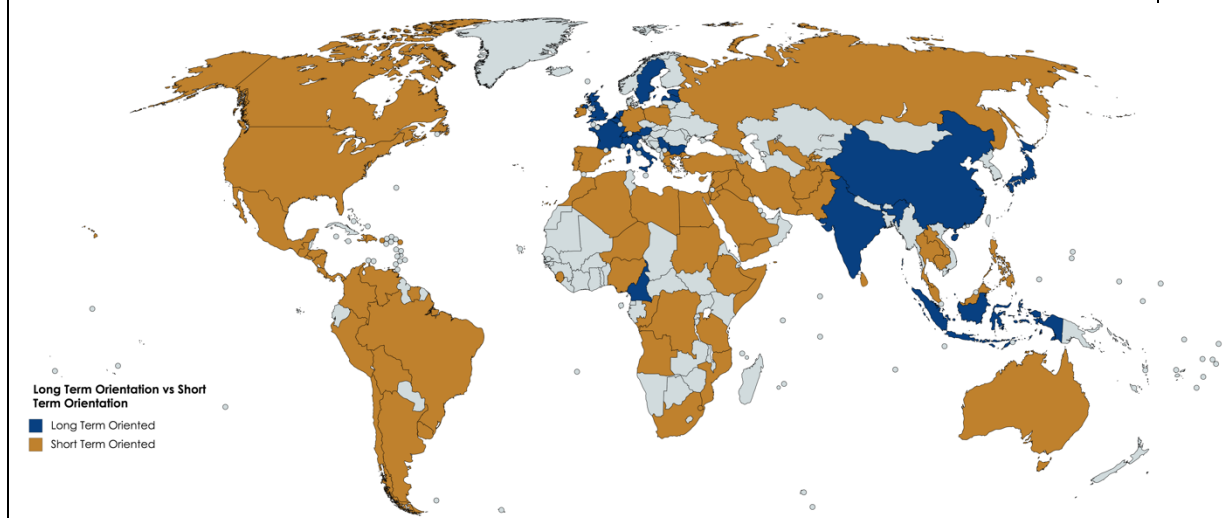 Long Term Orientation vs Short
Term Orientation
Long Term Oriented
Short Term Oriented